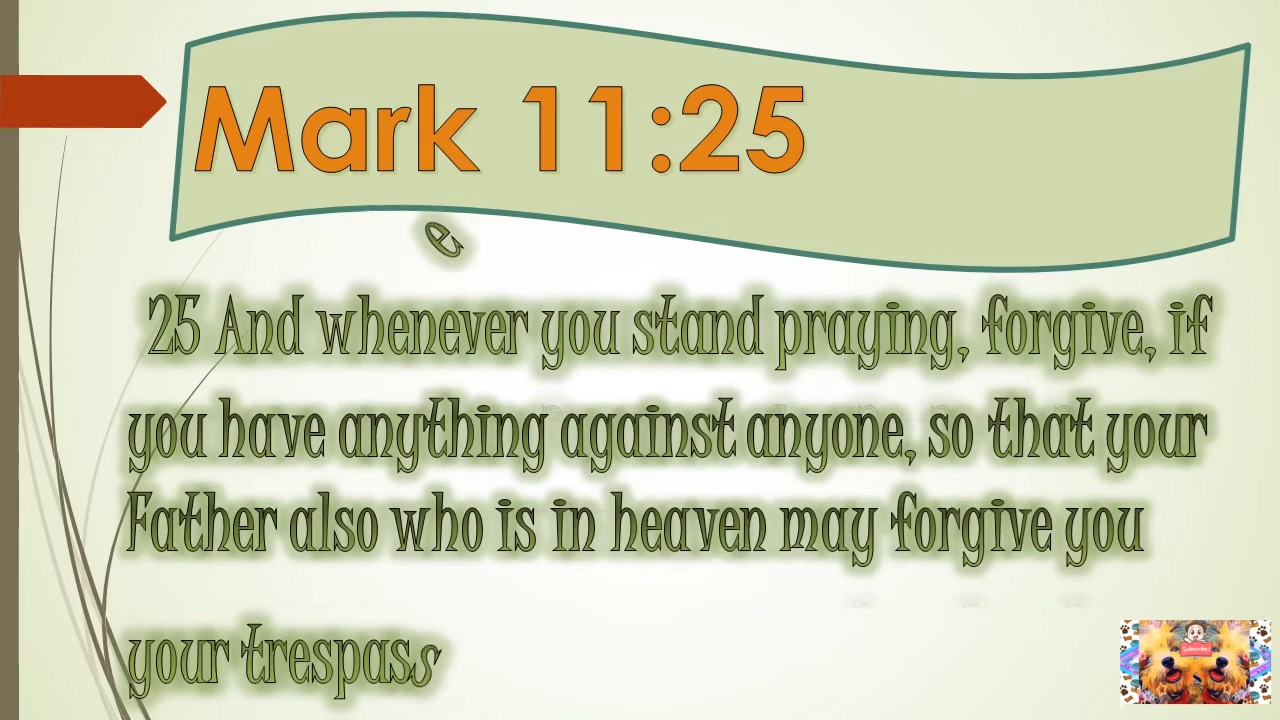 Mark 11:25
e
25 And whenever you stand praying, forgive, if
you have anything against anyone, so that your
Father also who is in heaven may forgive you
your trespass
Subscribe!